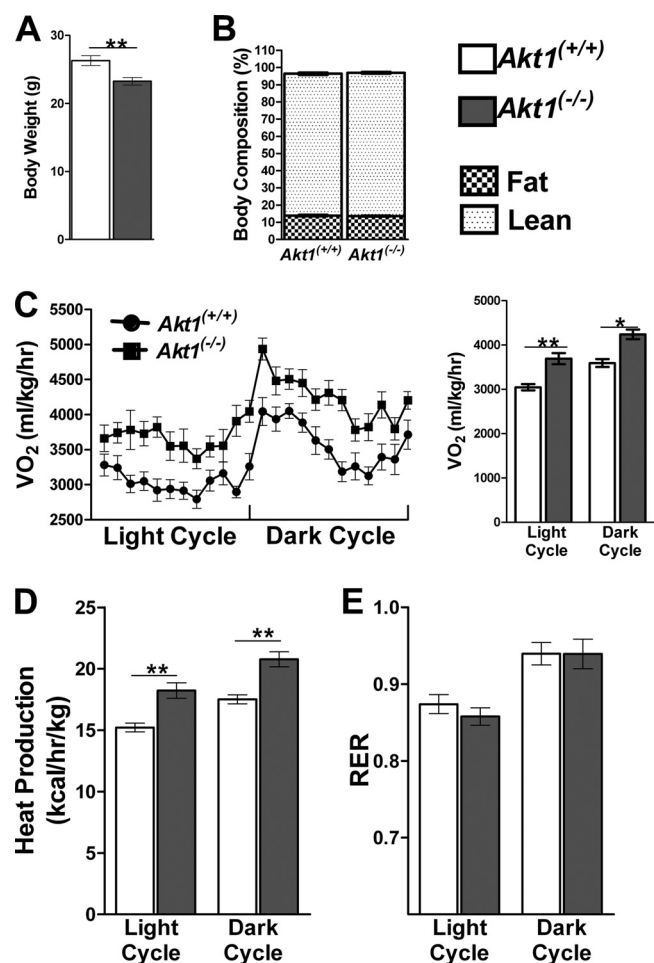 A
Body Weight (g)
30
20
10
0
**
B
Body Composition (%)
110
100
90
80
70
60
50
40
30
20
10
0
Akt1(+/+)
Akt1(-/-)
Akt1(+/+)
Akt1(-/-)
Fat
Lean
C
VO2 (ml/kg/hr)
5500
5000
4500
4000
3500
3000
2500
Akt1(+/+)
Akt1(-/-)
Light Cycle
Dark Cycle
VO2 (ml/kg/hr)
5000
4000
3000
2000
1000
0
**
*
Light
Cycle
Dark
Cycle
D
Heat Production
(kcal/hr/kg)
25
20
15
10
5
0
**
**
Light
Cycle
Dark
Cycle
E
RER
1.0
0.9
0.8
0.7
Light
Cycle
Dark
Cycle